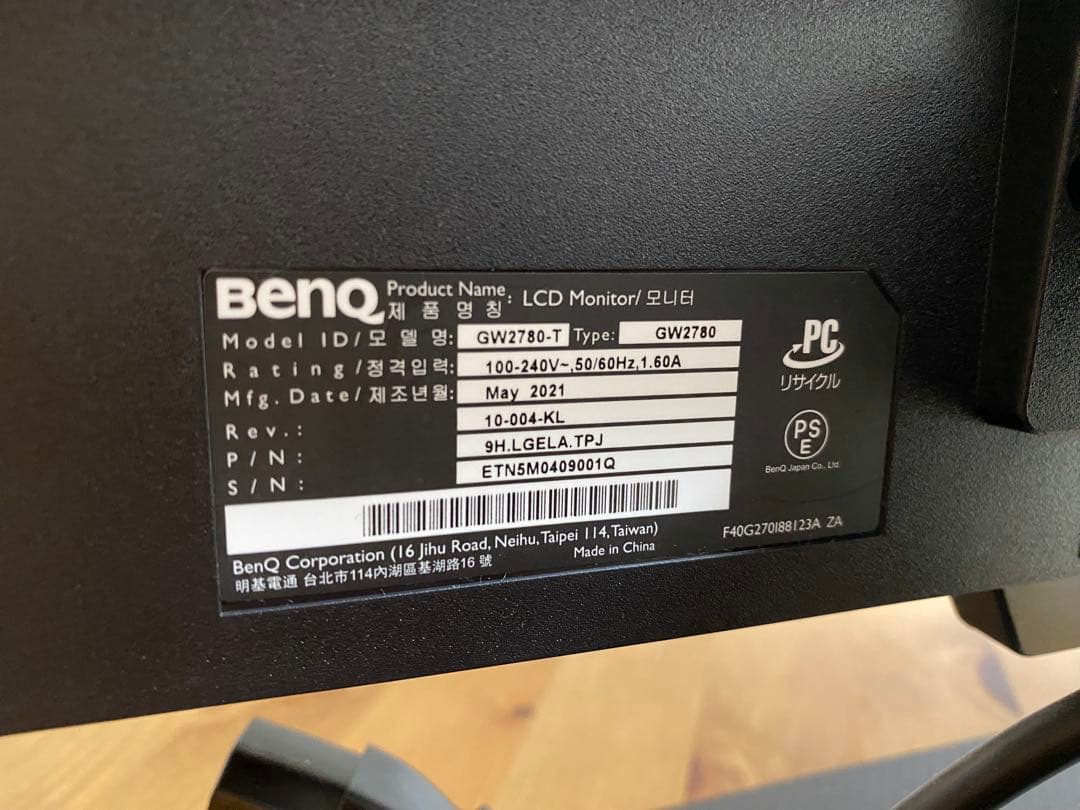 BenQ Product Name : LCD Monitor/ 모니터
제 품 명 칭
Model ID/모 델 명: GW2780-T Type: GW2780
Rating/정격입력: 100-240V~,50/60Hz,1.60A
Mfg. Date/제조년월: May 2021
Rev.: 10-004-KL
P/N: 9H.LGELA.TPJ
S/N: ETN5M0409001Q
PC
リサイクル
PSE
BenQ Japan Co., Ltd.
BenQ Corporation (16 Jihu Road, Neihu,Taipei 114,Taiwan)
明基電通 台北市114內湖區基湖路16 號
Made in China
F40G270I88123A ZA